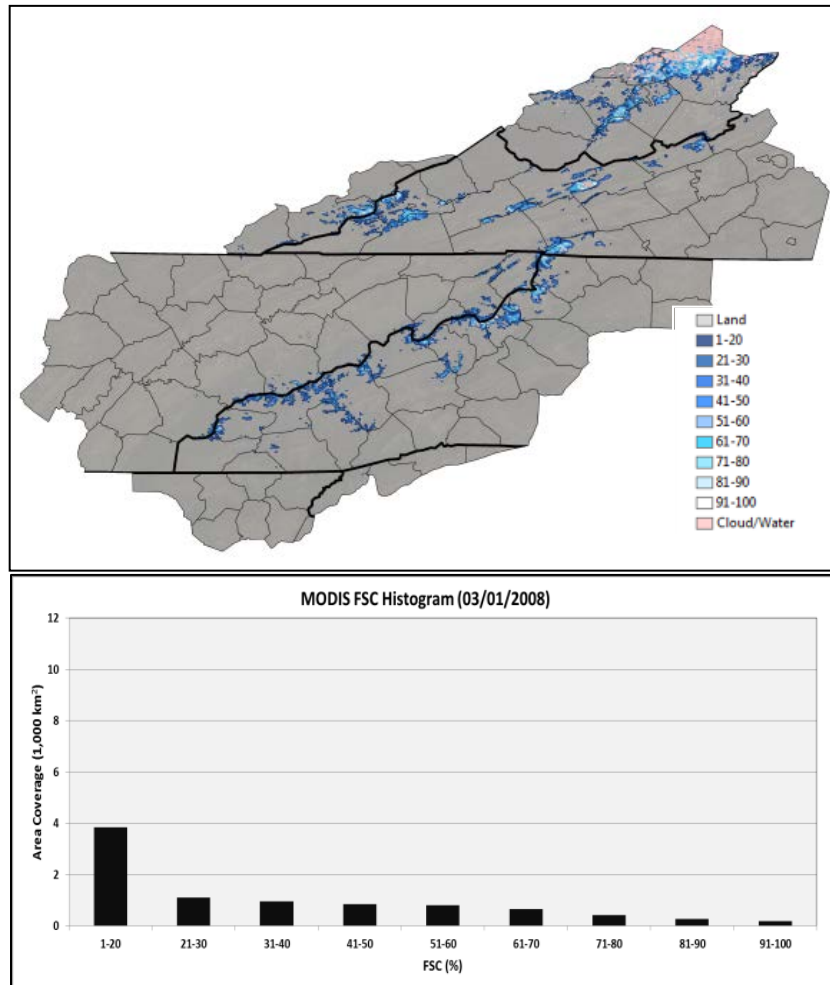 Land
1-20
21-30
31-40
41-50
51-60
61-70
71-80
81-90
91-100
Cloud/Water
MODIS FSC Histogram (03/01/2008)
Area Coverage (1,000 km²)
12
10
8
6
4
2
0
1-20 21-30 31-40 41-50 51-60 61-70 71-80 81-90 91-100
FSC (%)